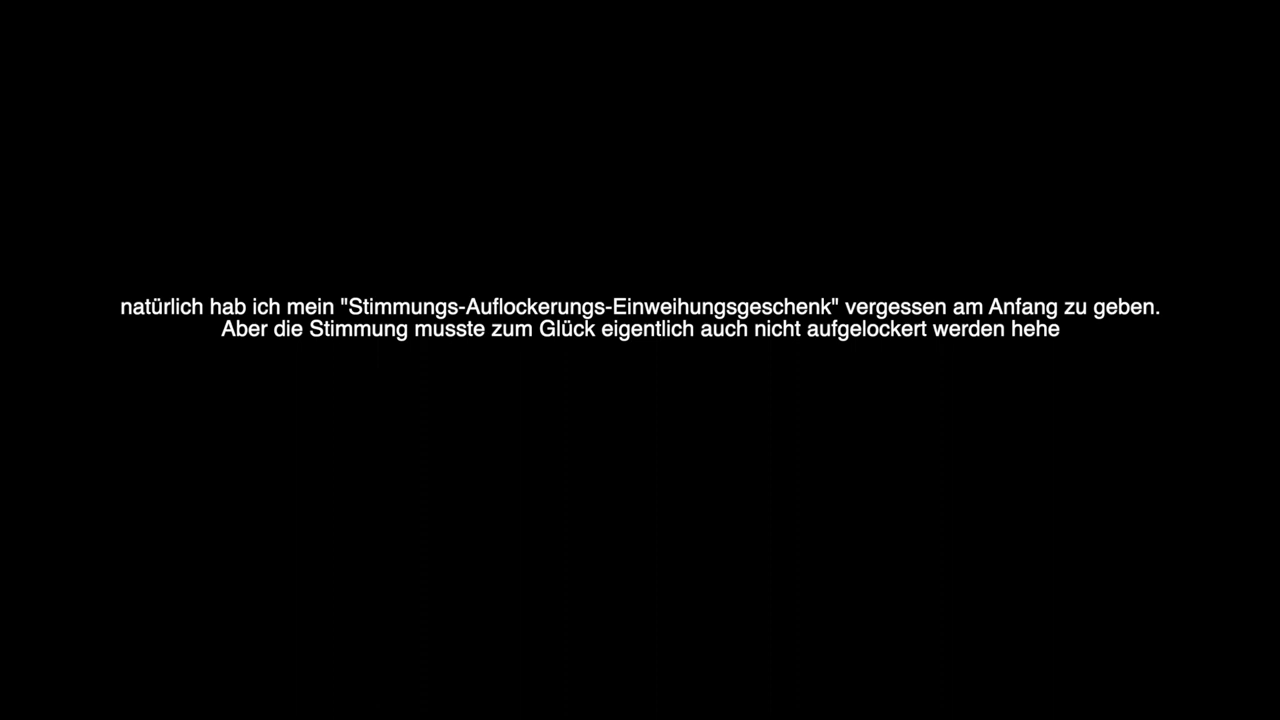 natürlich hab ich mein "Stimmungs-Auflockerungs-Einweihungsgeschenk" vergessen am Anfang zu geben.
Aber die Stimmung musste zum Glück eigentlich auch nicht aufgelockert werden hehe